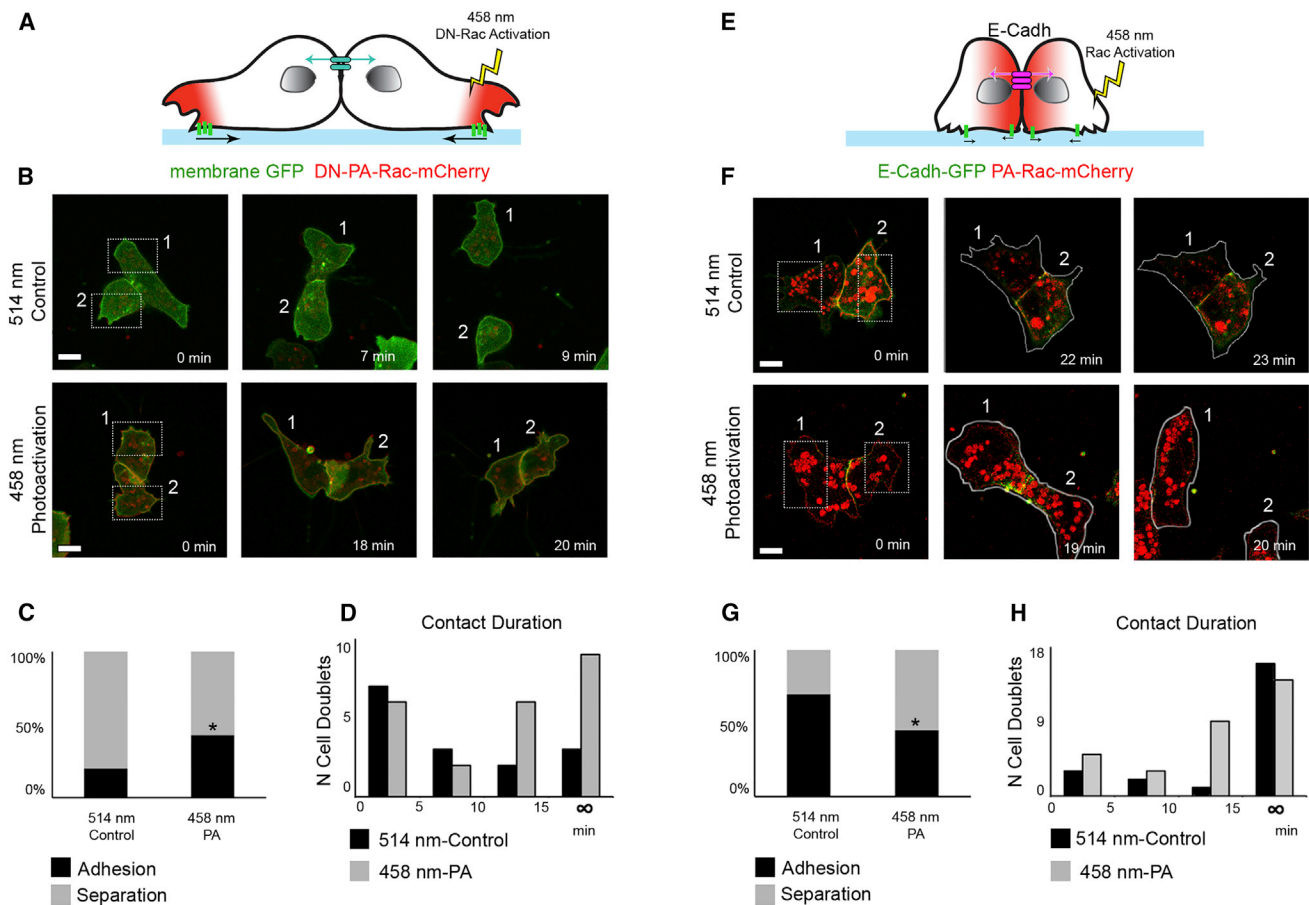 A
458 nm
DN-Rac Activation
B
membrane GFP DN-PA-Rac-mCherry
514 nm
Control
1
2
0 min
1
2
7 min
1
2
9 min
458 nm
Photoactivation
1
2
0 min
1
2
18 min
1
2
20 min
C
100%
50%
0%
*
514 nm
Control
458 nm
PA
Adhesion
Separation
D
Contact Duration
N Cell Doublets
10
5
0
0
5
10
15
∞
min
514 nm-Control
458 nm-PA
E
E-Cadh
458 nm
Rac Activation
F
E-Cadh-GFP PA-Rac-mCherry
514 nm
Control
1
2
0 min
1
2
22 min
1
2
23 min
458 nm
Photoactivation
1
2
0 min
1
2
19 min
1
2
20 min
G
100%
50%
0%
*
514 nm
Control
458 nm
PA
Adhesion
Separation
H
Contact Duration
N Cell Doublets
18
9
0
0
5
10
15
∞
min
514 nm-Control
458 nm-PA